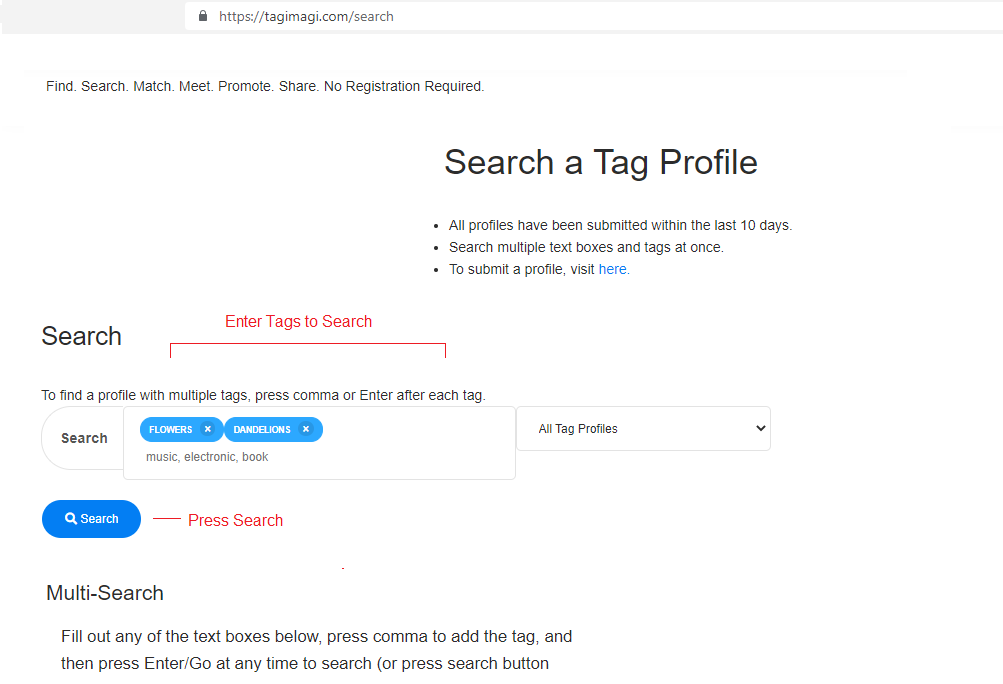 https://tagimagi.com/search
Find. Search. Match. Meet. Promote. Share. No Registration Required.
Search a Tag Profile
All profiles have been submitted within the last 10 days.
Search multiple text boxes and tags at once.
To submit a profile, visit here.
Enter Tags to Search
Search
To find a profile with multiple tags, press comma or Enter after each tag.
Search FLOWERS × DANDELIONS × All Tag Profiles
music, electronic, book
Search Press Search
Multi-Search
Fill out any of the text boxes below, press comma to add the tag, and
then press Enter/Go at any time to search (or press search button